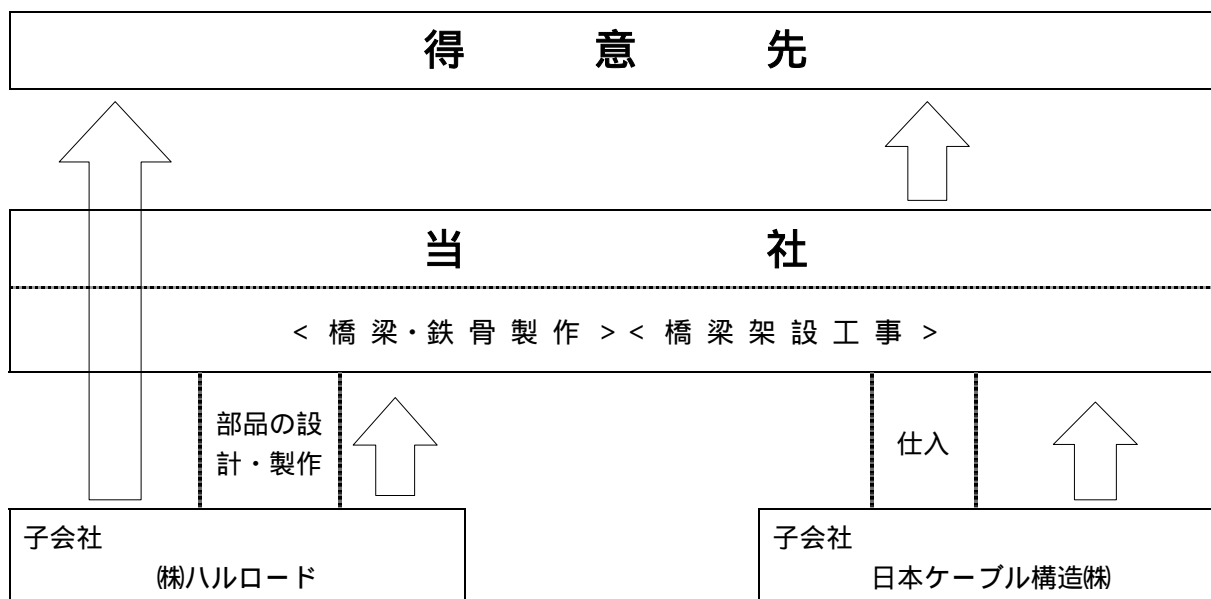 得意先
当社
< 橋梁・鉄骨製作 > < 橋梁架設工事 >
部品の設
計・製作
仕入
子会社
㈱ハルロード
子会社
日本ケーブル構造㈱